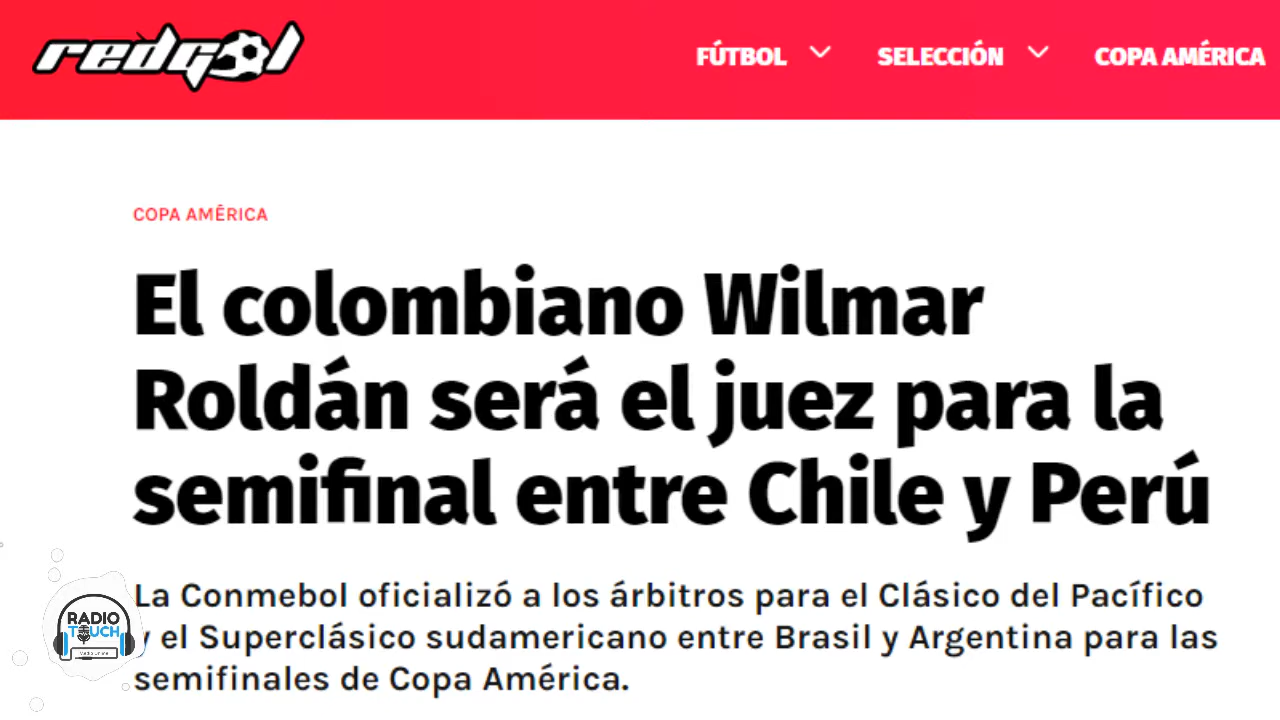 redgol
FÚTBOL SELECCIÓN COPA AMÉRICA
COPA AMÉRICA
El colombiano Wilmar
Roldán será el juez para la
semifinal entre Chile y Perú
La Conmebol oficializó a los árbitros para el Clásico del Pacífico
y el Superclásico sudamericano entre Brasil y Argentina para las
semifinales de Copa América.
RADIO
TOUCH